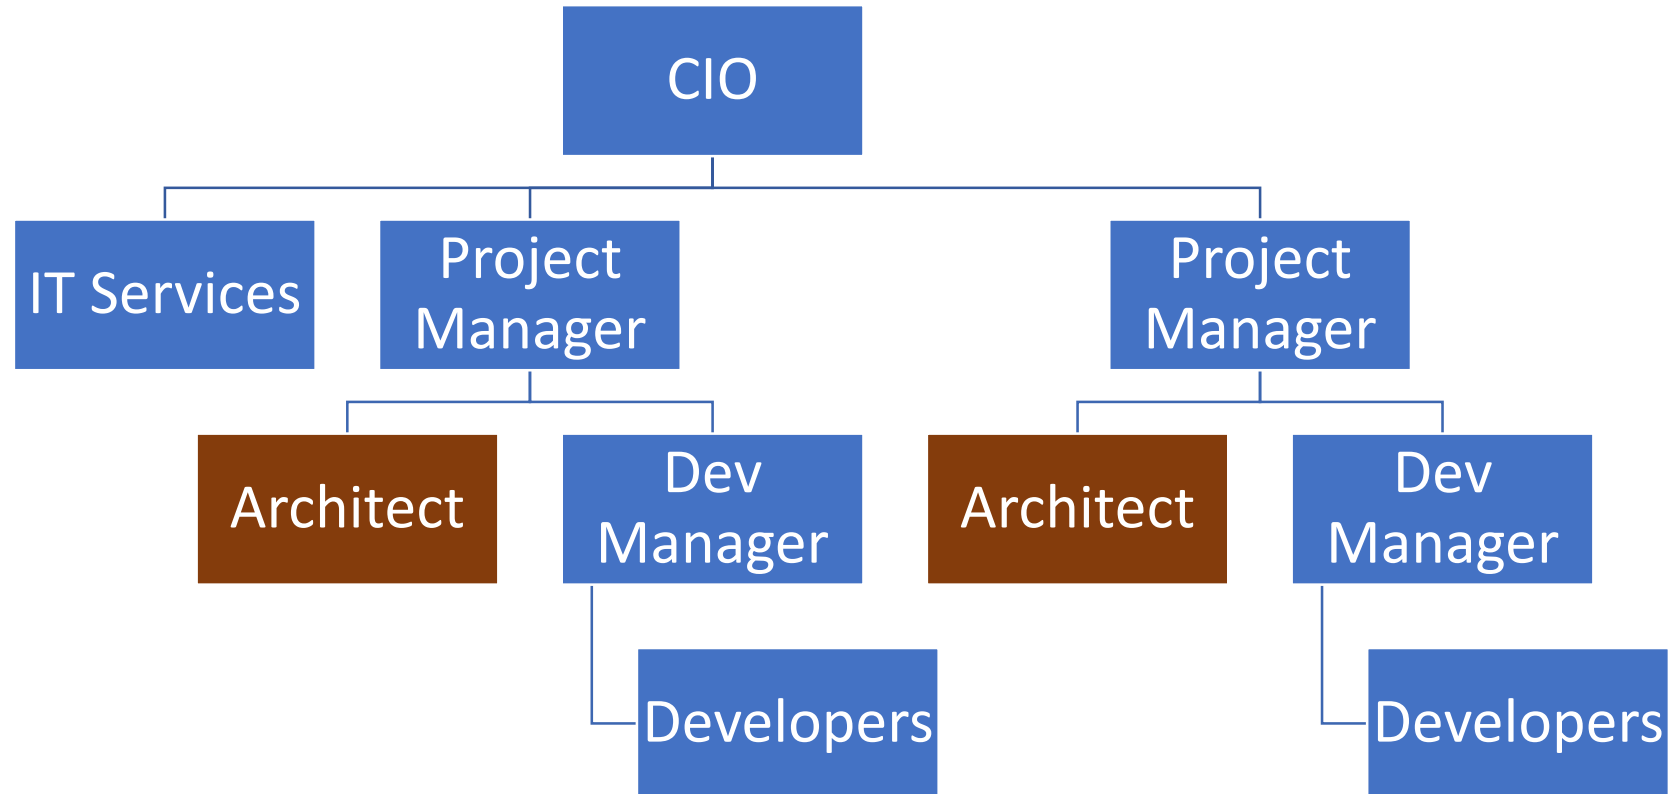 CIO
IT Services
Project
Manager
Project
Manager
Architect
Dev
Manager
Architect
Dev
Manager
Developers
Developers